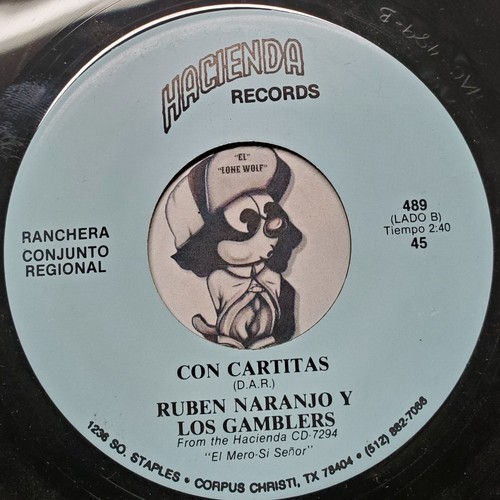 HACIENDA
RECORDS
"EL"
"LONE WOLF"
RANCHERA
CONJUNTO
REGIONAL
489
(LADO B)
Tiempo 2:40
45
CON CARTITAS
(D.A.R.)
RUBEN NARANJO Y
LOS GAMBLERS
From the Hacienda CD-7294
"El Mero-Si Señor"
1236 SO. STAPLES • CORPUS CHRISTI, TX 78404 • (512) 882-7066